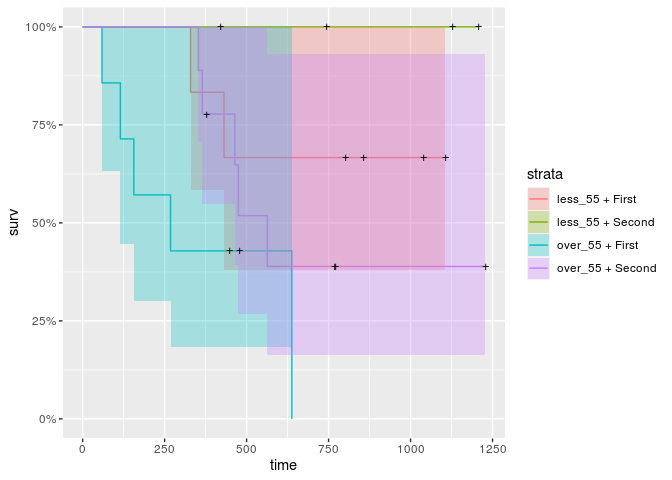 100%
75%
50%
25%
0%
surv
0 250 500 750 1000 1250
time
strata
less_55 + First
less_55 + Second
over_55 + First
over_55 + Second